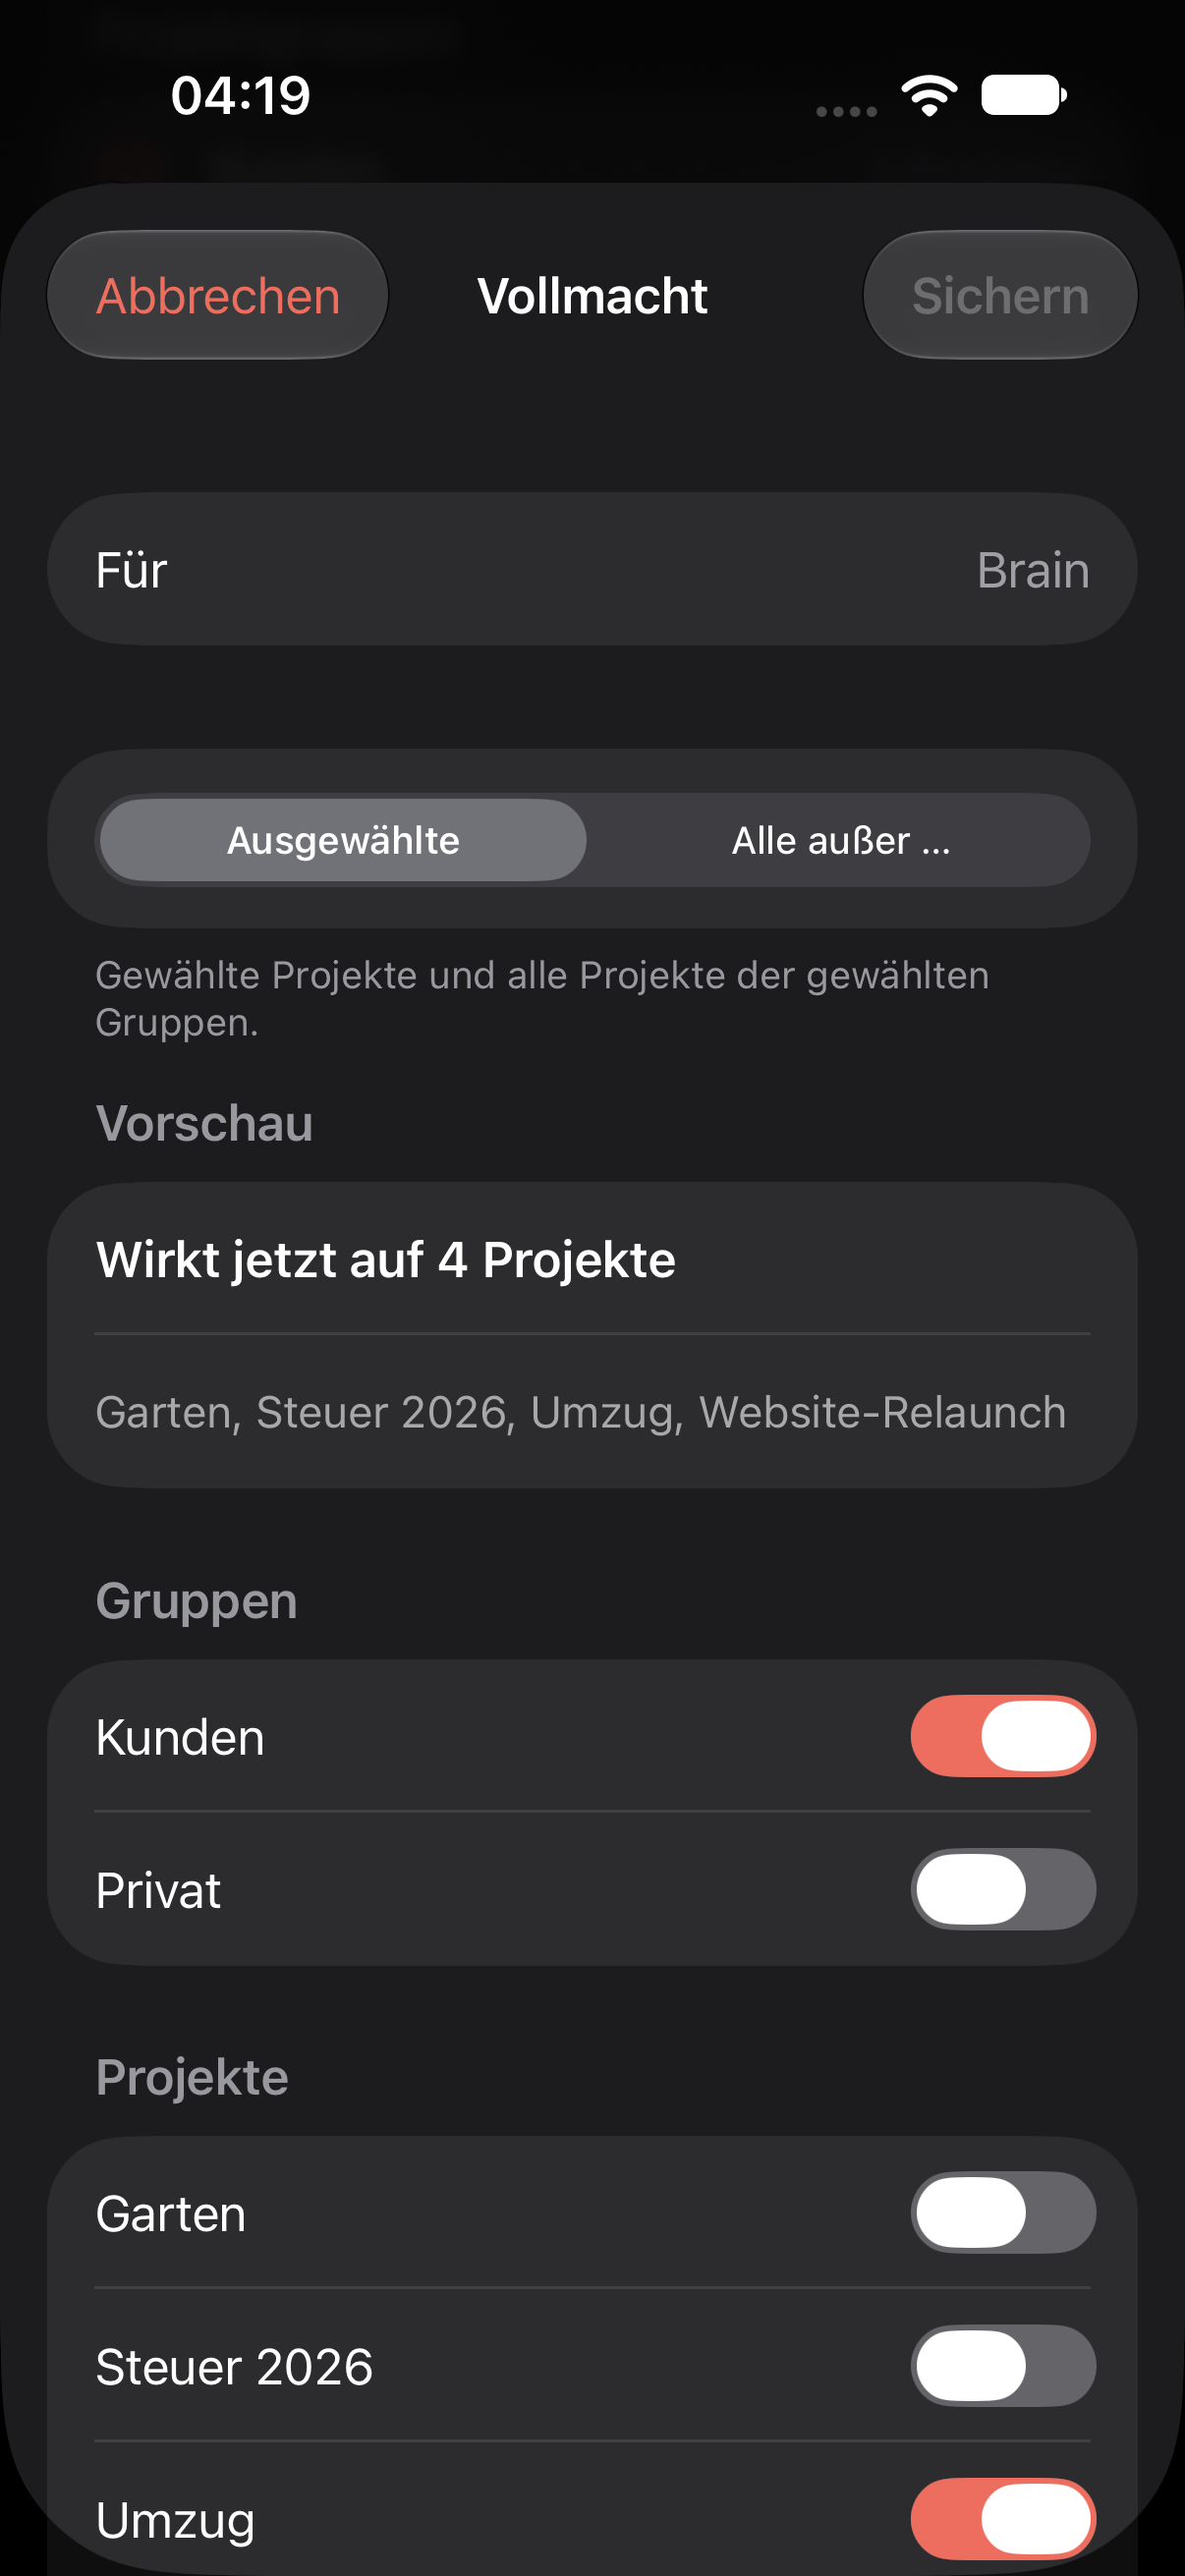 04:19
Abbrechen
Vollmacht
Sichern
Für
Brain
Ausgewählte
Alle außer ...
Gewählte Projekte und alle Projekte der gewählten
Gruppen.
Vorschau
Wirkt jetzt auf 4 Projekte
Garten, Steuer 2026, Umzug, Website-Relaunch
Gruppen
Kunden
Privat
Projekte
Garten
Steuer 2026
Umzug